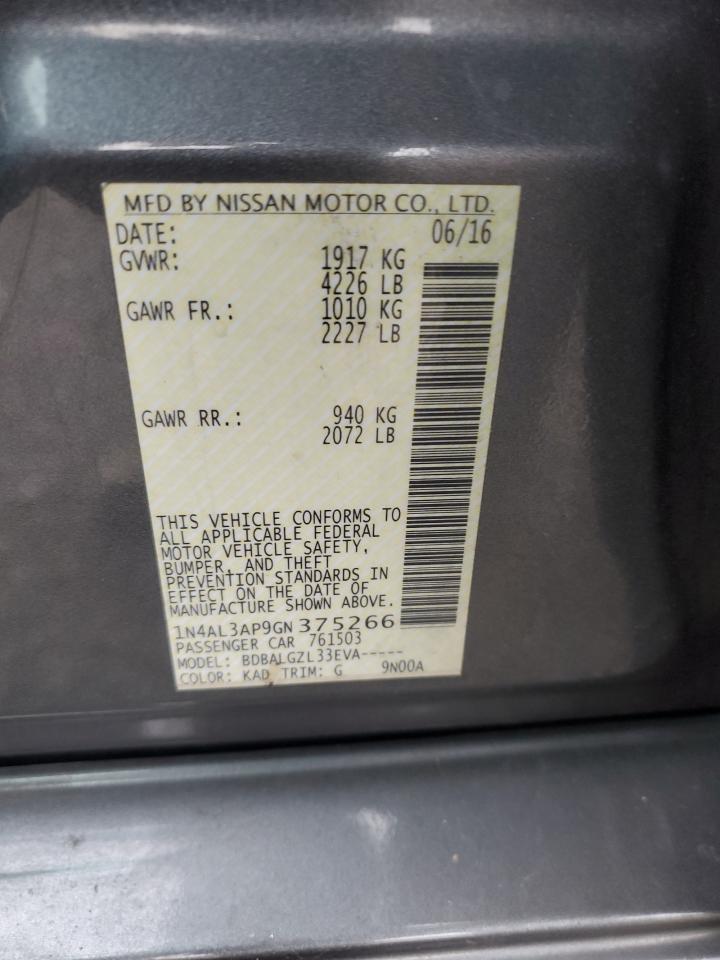 MFD BY NISSAN MOTOR CO., LTD.
DATE: 06/16
GVWR: 1917 KG
4226 LB
GAWR FR.: 1010 KG
2227 LB
GAWR RR.: 940 KG
2072 LB
THIS VEHICLE CONFORMS TO
ALL APPLICABLE FEDERAL
MOTOR VEHICLE SAFETY,
BUMPER, AND THEFT
PREVENTION STANDARDS IN
EFFECT ON THE DATE OF
MANUFACTURE SHOWN ABOVE.
1N4AL3AP9GN 375266
PASSENGER CAR 761503
MODEL: BDBALGZL33EVA-----
COLOR: KAD TRIM: G 9N00A